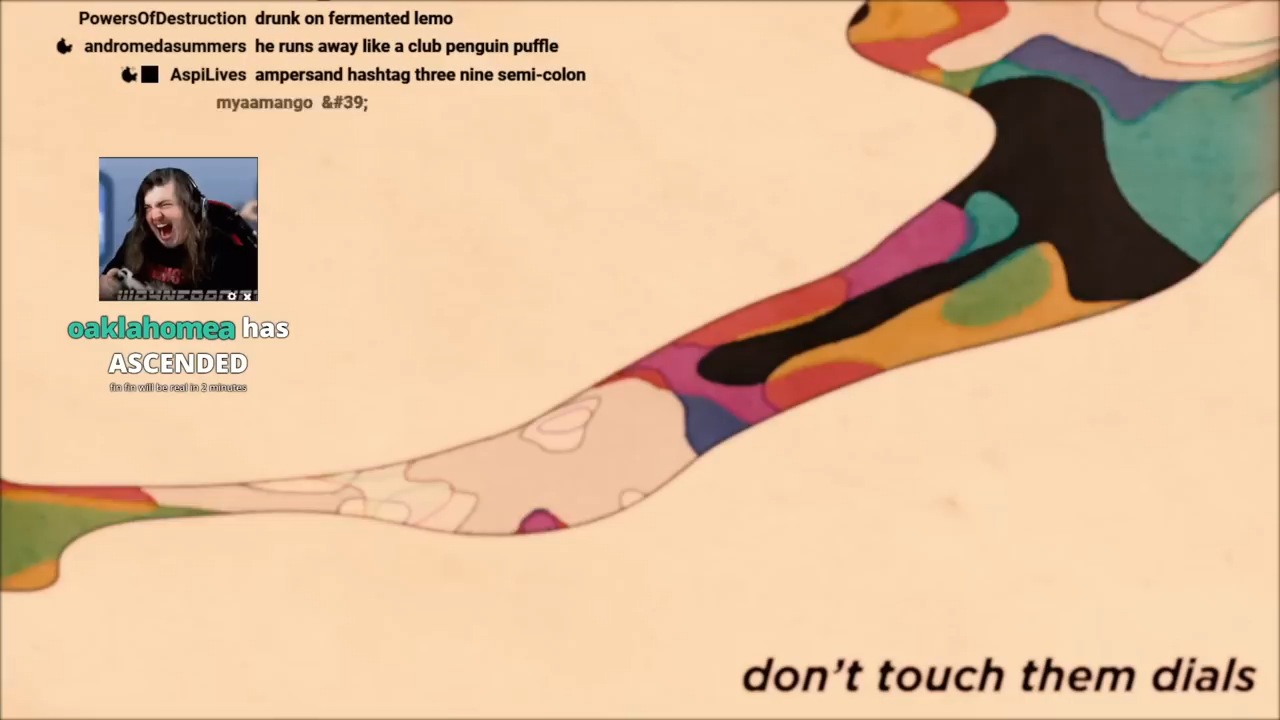 PowersOfDestruction drunk on fermented lemo
andromedasummers he runs away like a club penguin puffle
AspiLives ampersand hashtag three nine semi-colon
myaamango &#39;
oaklahomea has
ASCENDED
fin fin will be real in 2 minutes
don't touch them dials